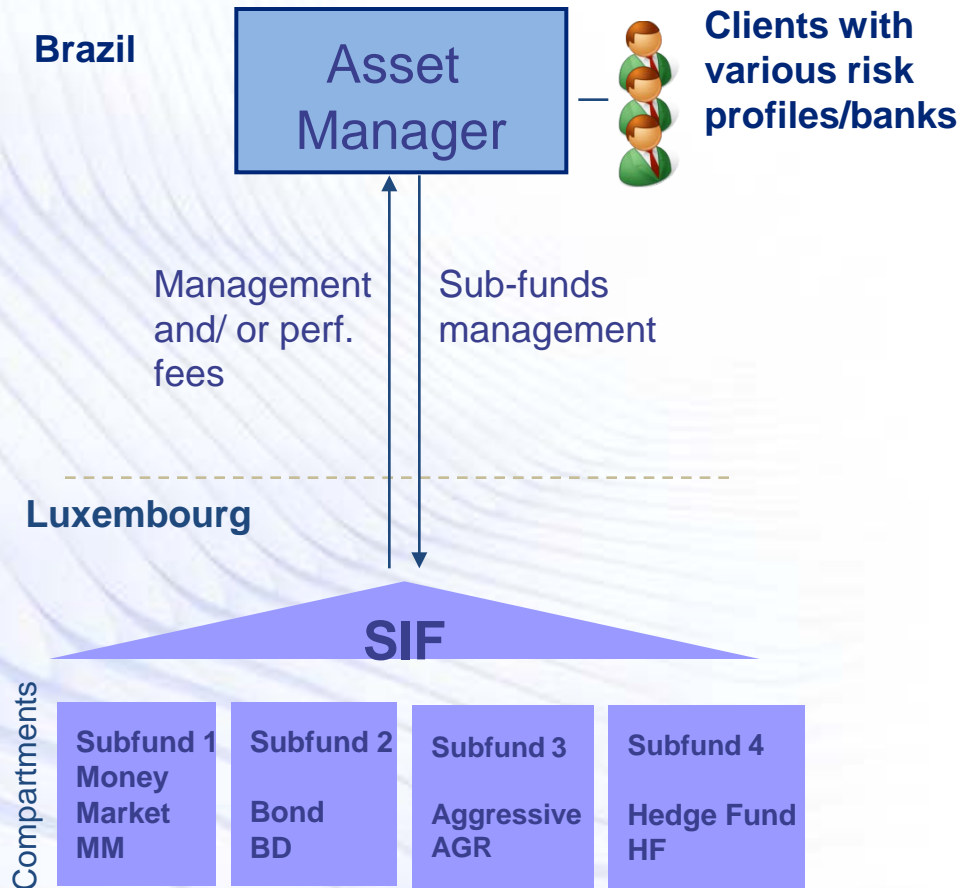 Brazil
Asset
Manager
Clients with
various risk
profiles/banks
Management
and/ or perf.
fees
Sub-funds
management
Luxembourg
SIF
Compartments
Subfund 1
Money
Market
MM
Subfund 2
Bond
BD
Subfund 3
Aggressive
AGR
Subfund 4
Hedge Fund
HF